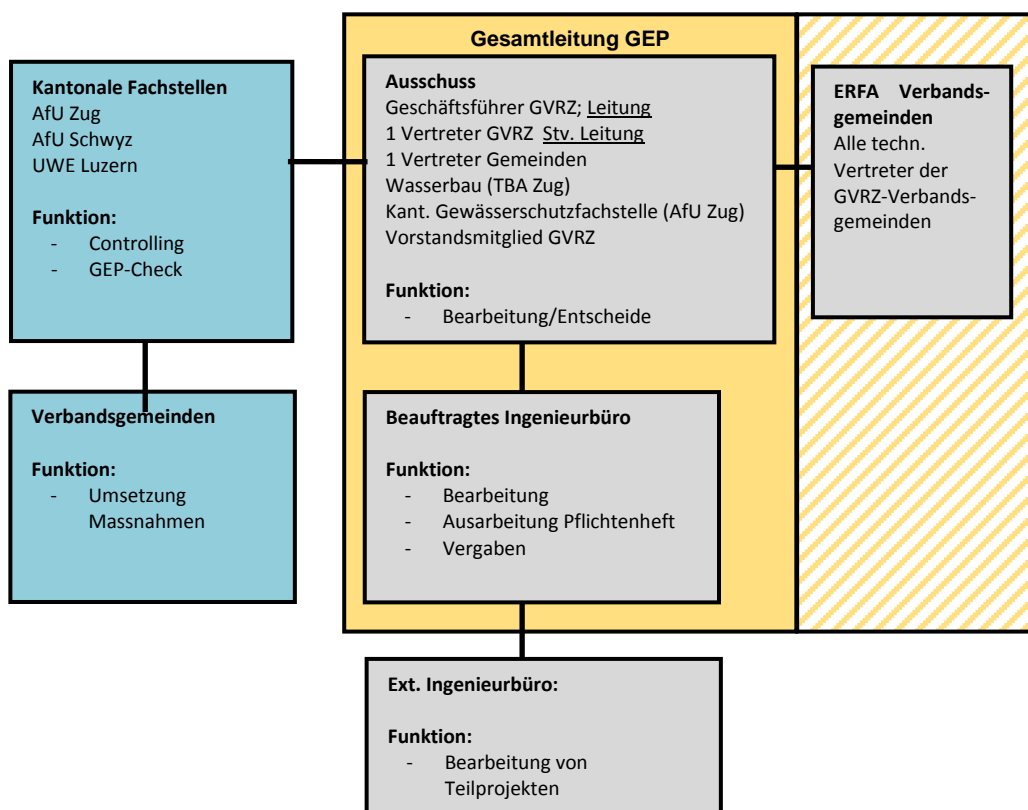 Gesamtleitung GEP
Kantonale Fachstellen
AfU Zug
AfU Schwyz
UWE Luzern
Funktion:
- Controlling
- GEP-Check
Ausschuss
Geschäftsführer GVRZ; Leitung
1 Vertreter GVRZ Stv. Leitung
1 Vertreter Gemeinden
Wasserbau (TBA Zug)
Kant. Gewässerschutzfachstelle (AfU Zug)
Vorstandsmitglied GVRZ
Funktion:
- Bearbeitung/Entscheide
ERFA Verbands-
gemeinden
Alle techn.
Vertreter der
GVRZ-Verbands-
gemeinden
Verbandsgemeinden
Funktion:
- Umsetzung
Massnahmen
Beauftragtes Ingenieurbüro
Funktion:
- Bearbeitung
- Ausarbeitung Pflichtenheft
- Vergaben
Ext. Ingenieurbüro:
Funktion:
- Bearbeitung von
Teilprojekten